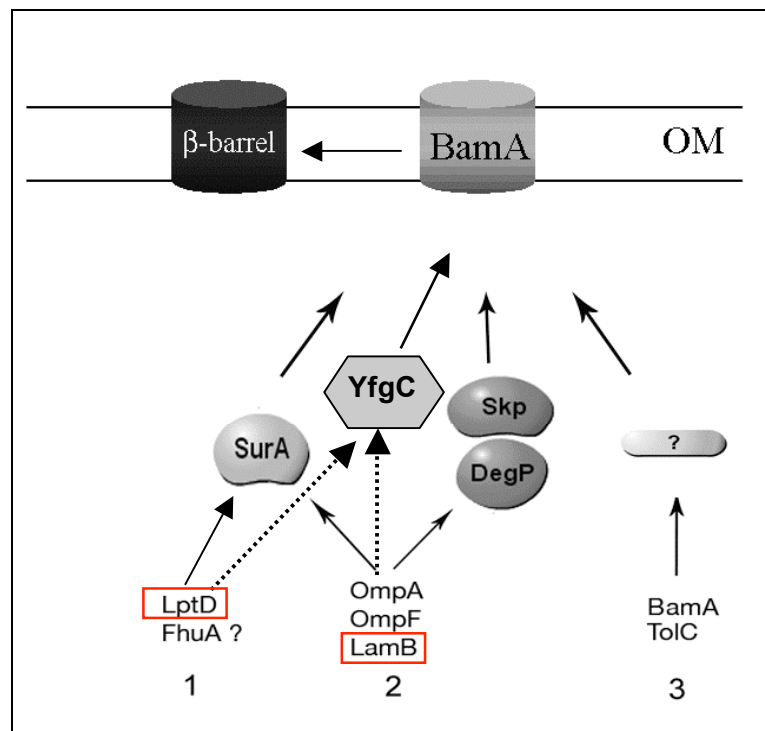 β-barrel
BamA
OM
YfgC
Skp
SurA
DegP
?
LptD
FhuA ?
OmpA
OmpF
LamB
BamA
TolC
1
2
3